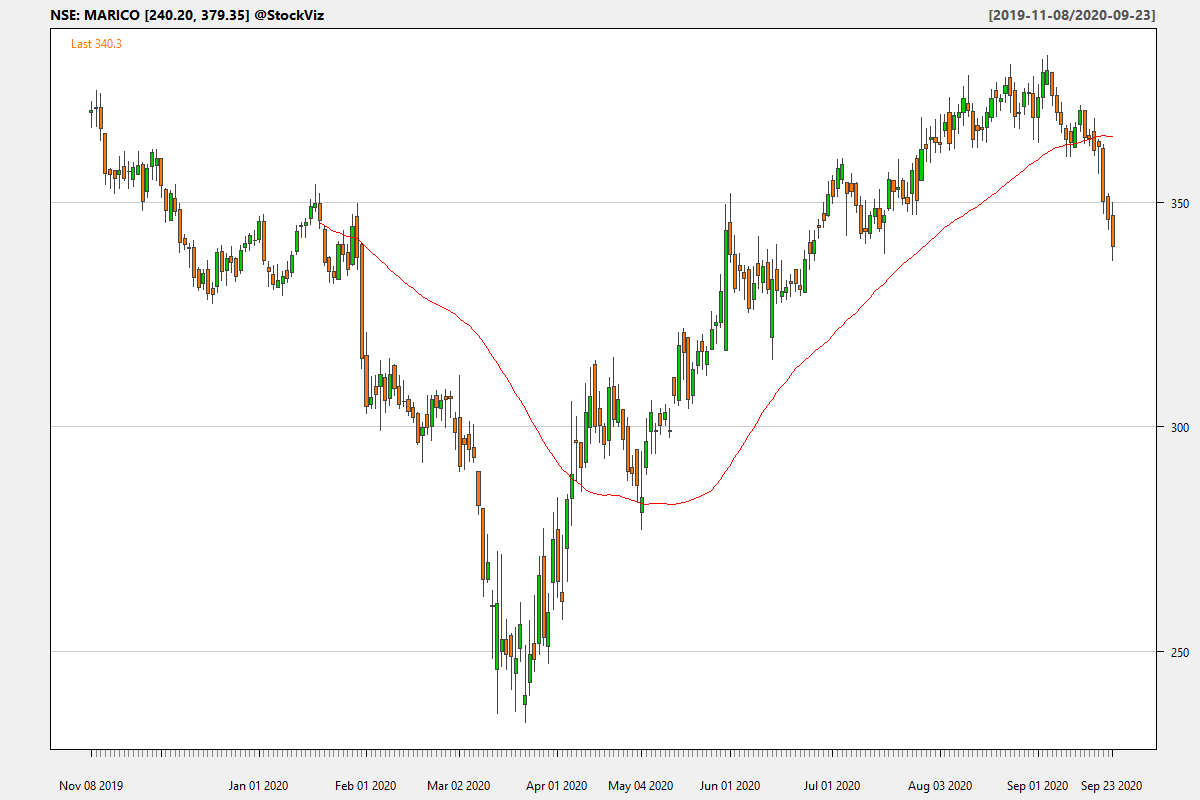 NSE: MARICO [240.20, 379.35] @StockViz [2019-11-08/2020-09-23]
Last 340.3
350
300
250
Nov 08 2019 Jan 01 2020 Feb 01 2020 Mar 02 2020 Apr 01 2020 May 04 2020 Jun 01 2020 Jul 01 2020 Aug 03 2020 Sep 01 2020 Sep 23 2020